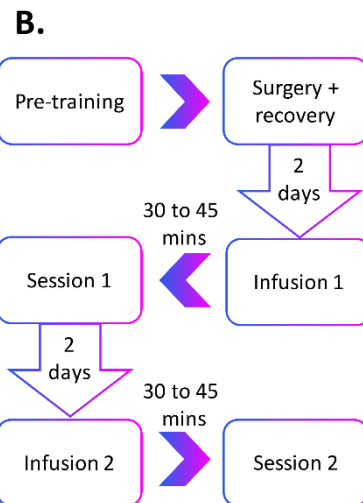 B.
Pre-training
Surgery +
recovery
2
days
30 to 45
mins
Infusion 1
Session 1
2
days
30 to 45
mins
Infusion 2
Session 2